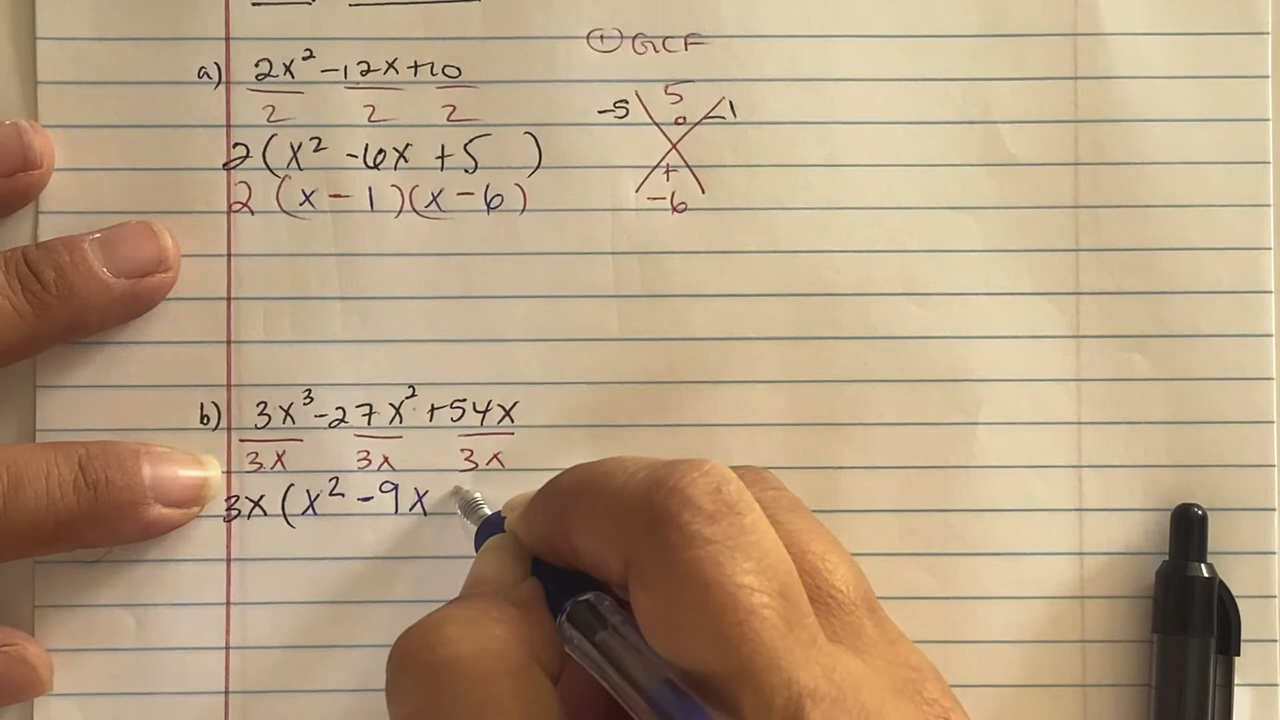 ① GCF
a) 2x² -12x+10
2 2 2
2(x² -6x +5 )
2 (x - 1)(x - 6)
5
-5 -1
•
+
-6
b) 3x³-27x²+54x
3x 3x 3x
3x(x² -9x